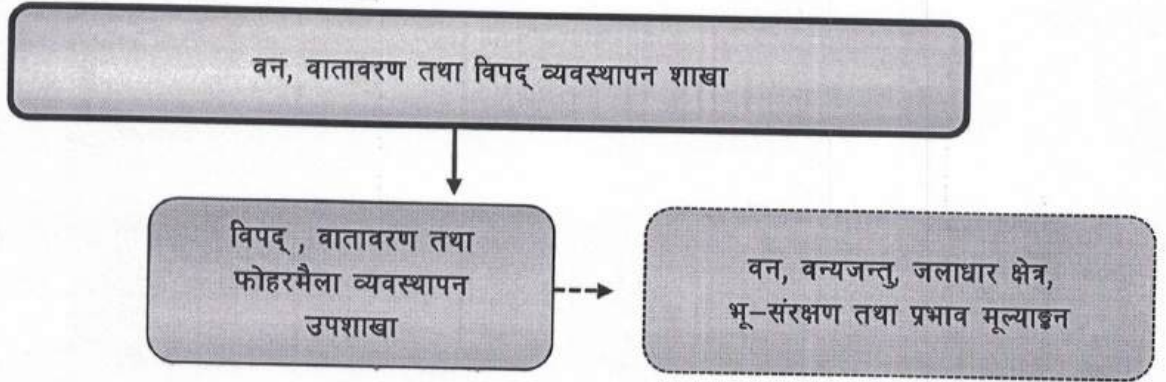 वन, वातावरण तथा विपद् व्यवस्थापन शाखा
विपद् , वातावरण तथा
फोहरमैला व्यवस्थापन
उपशाखा
वन, वन्यजन्तु, जलाधार क्षेत्र,
भू-संरक्षण तथा प्रभाव मूल्याङ्कन